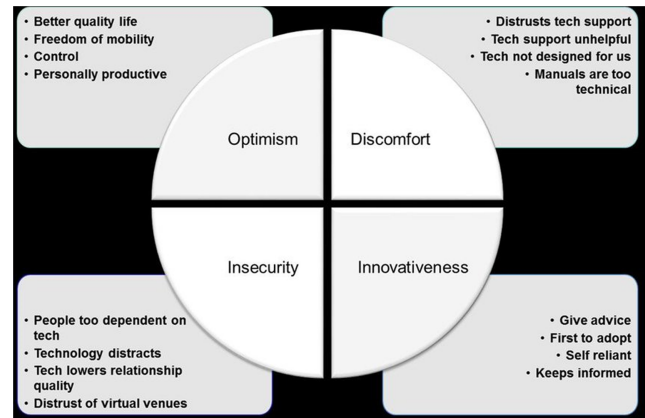 • Better quality life
• Freedom of mobility
• Control
• Personally productive
• Distrusts tech support
• Tech support unhelpful
• Tech not designed for us
• Manuals are too
technical
Optimism
Discomfort
Insecurity
Innovativeness
• People too dependent on
tech
• Technology distracts
• Tech lowers relationship
quality
• Distrust of virtual venues
• Give advice
• First to adopt
• Self reliant
• Keeps informed